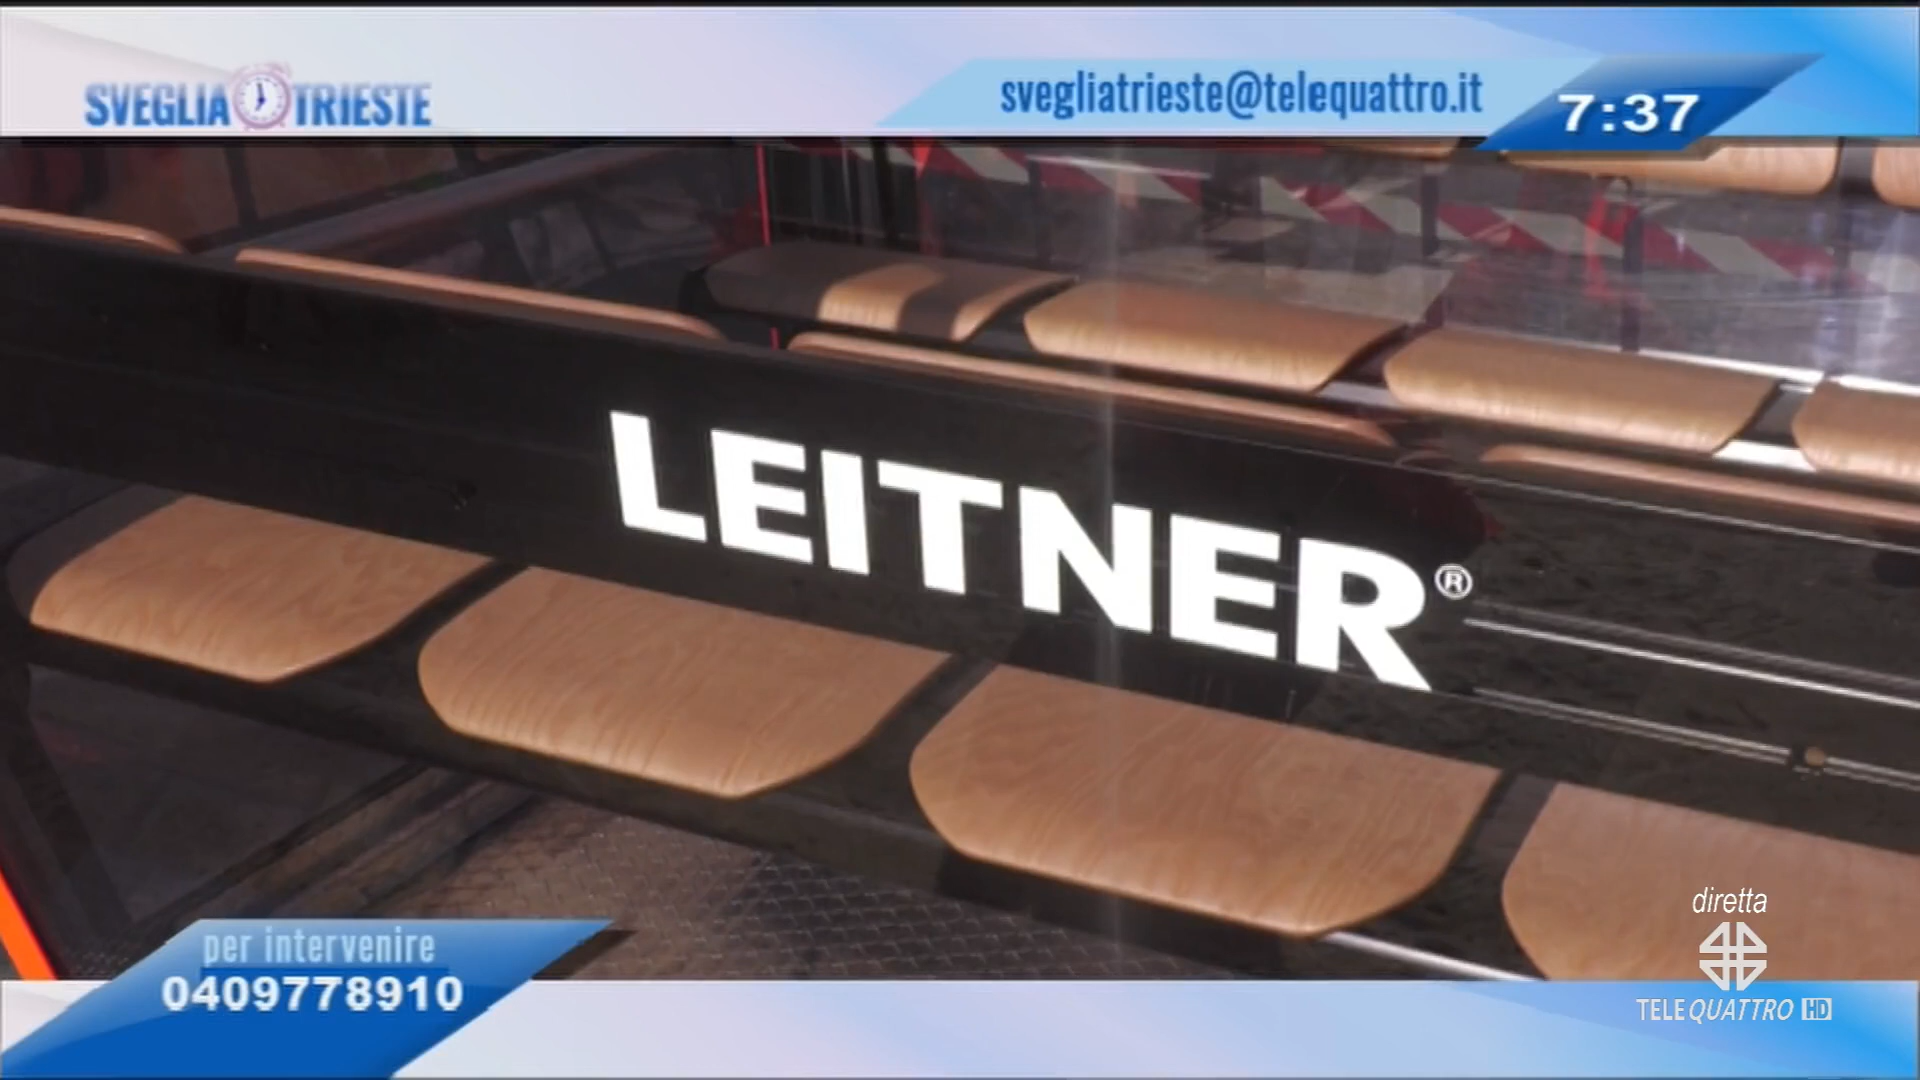 SVEGLIA TRIESTE
svegliatrieste@telequattro.it
7:37
LEITNER®
diretta
per intervenire
0409778910
TELEQUATTRO HD